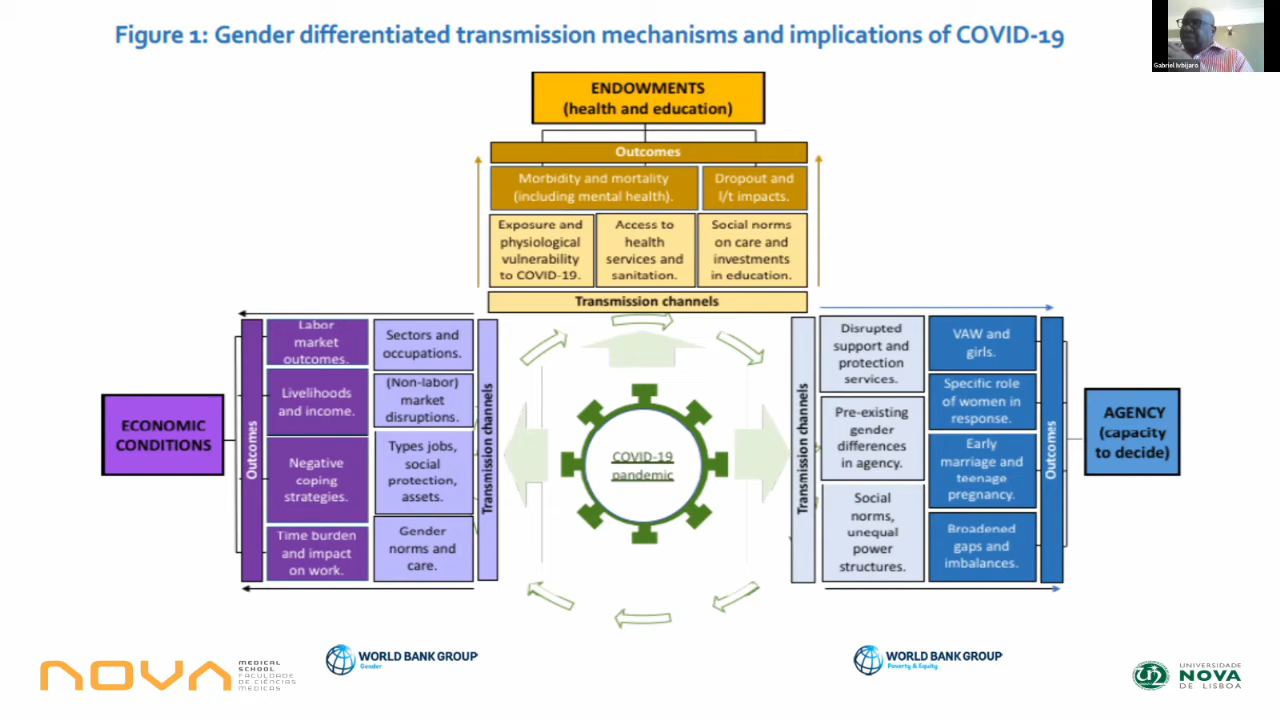 Figure 1: Gender differentiated transmission mechanisms and implications of COVID-19
Gabriel Ivbijaro
ENDOWMENTS
(health and education)
Outcomes
Morbidity and mortality
(including mental health).
Dropout and
l/t impacts.
Exposure and
physiological
vulnerability
to COVID-19.
Access to
health
services and
sanitation.
Social norms
on care and
investments
in education.
Transmission channels
ECONOMIC
CONDITIONS
Outcomes
Labor
market
outcomes.
Livelihoods
and income.
Negative
coping
strategies.
Time burden
and impact
on work.
Sectors and
occupations.
(Non-labor)
market
disruptions.
Types jobs,
social
protection,
assets.
Gender
norms and
care.
Transmission channels
COVID-19
pandemic
Transmission channels
Disrupted
support and
protection
services.
Pre-existing
gender
differences
in agency.
Social
norms,
unequal
power
structures.
VAW and
girls.
Specific role
of women in
response.
Early
marriage and
teenage
pregnancy.
Broadened
gaps and
imbalances.
Outcomes
AGENCY
(capacity
to decide)
NOVA
MEDICAL
SCHOOL
FACULDADE
DE CIÊNCIAS
MÉDICAS
WORLD BANK GROUP
Gender
WORLD BANK GROUP
Poverty & Equity
UNIVERSIDADE
NOVA
DE LISBOA